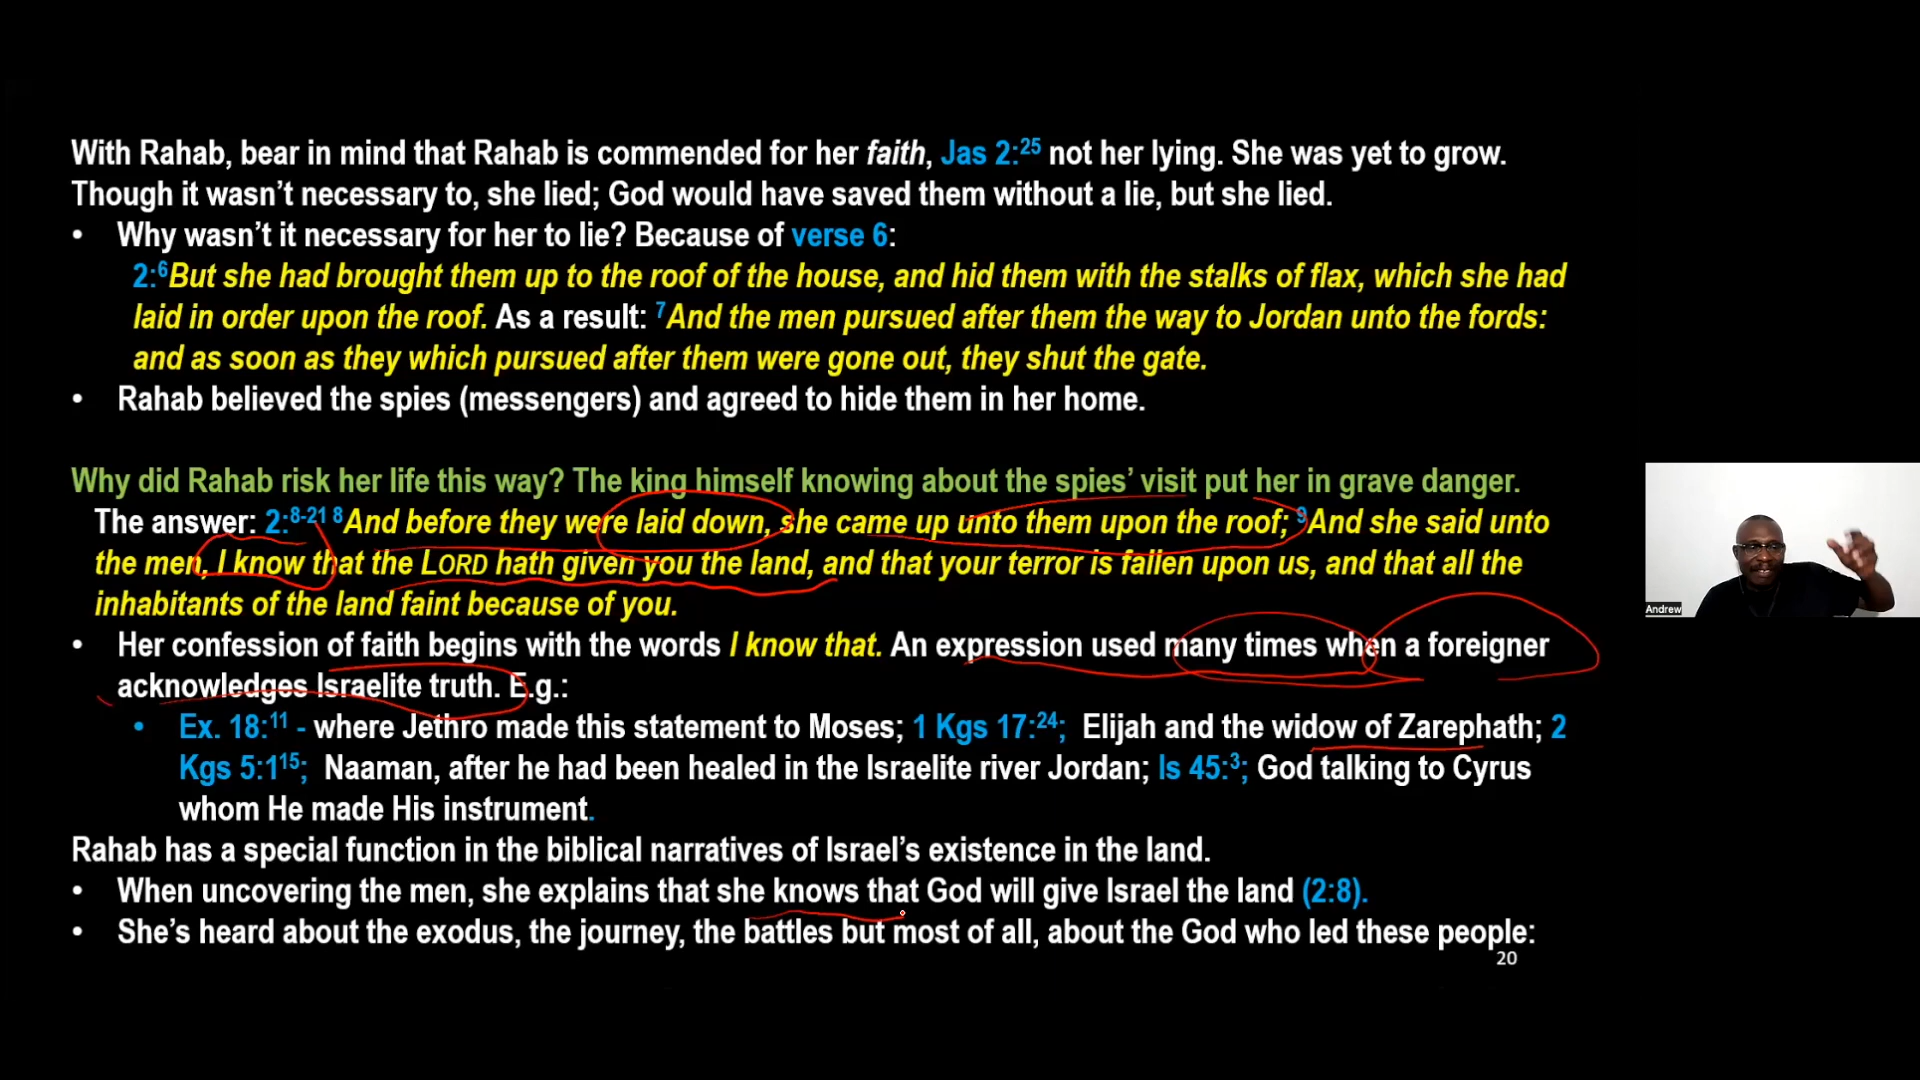 With Rahab, bear in mind that Rahab is commended for her faith, Jas 2:25 not her lying. She was yet to grow.
Though it wasn’t necessary to, she lied; God would have saved them without a lie, but she lied.
• Why wasn’t it necessary for her to lie? Because of verse 6:
2:6But she had brought them up to the roof of the house, and hid them with the stalks of flax, which she had
laid in order upon the roof. As a result: 7And the men pursued after them the way to Jordan unto the fords:
and as soon as they which pursued after them were gone out, they shut the gate.
• Rahab believed the spies (messengers) and agreed to hide them in her home.
Why did Rahab risk her life this way? The king himself knowing about the spies’ visit put her in grave danger.
The answer: 2:8-21 8And before they were laid down, she came up unto them upon the roof; 9And she said unto
the men, I know that the LORD hath given you the land, and that your terror is fallen upon us, and that all the
inhabitants of the land faint because of you.
• Her confession of faith begins with the words I know that. An expression used many times when a foreigner
acknowledges Israelite truth. E.g.:
• Ex. 18:11 - where Jethro made this statement to Moses; 1 Kgs 17:24; Elijah and the widow of Zarephath; 2
Kgs 5:115; Naaman, after he had been healed in the Israelite river Jordan; Is 45:3; God talking to Cyrus
whom He made His instrument.
Rahab has a special function in the biblical narratives of Israel’s existence in the land.
• When uncovering the men, she explains that she knows that God will give Israel the land (2:8).
• She’s heard about the exodus, the journey, the battles but most of all, about the God who led these people:
20
Andrew